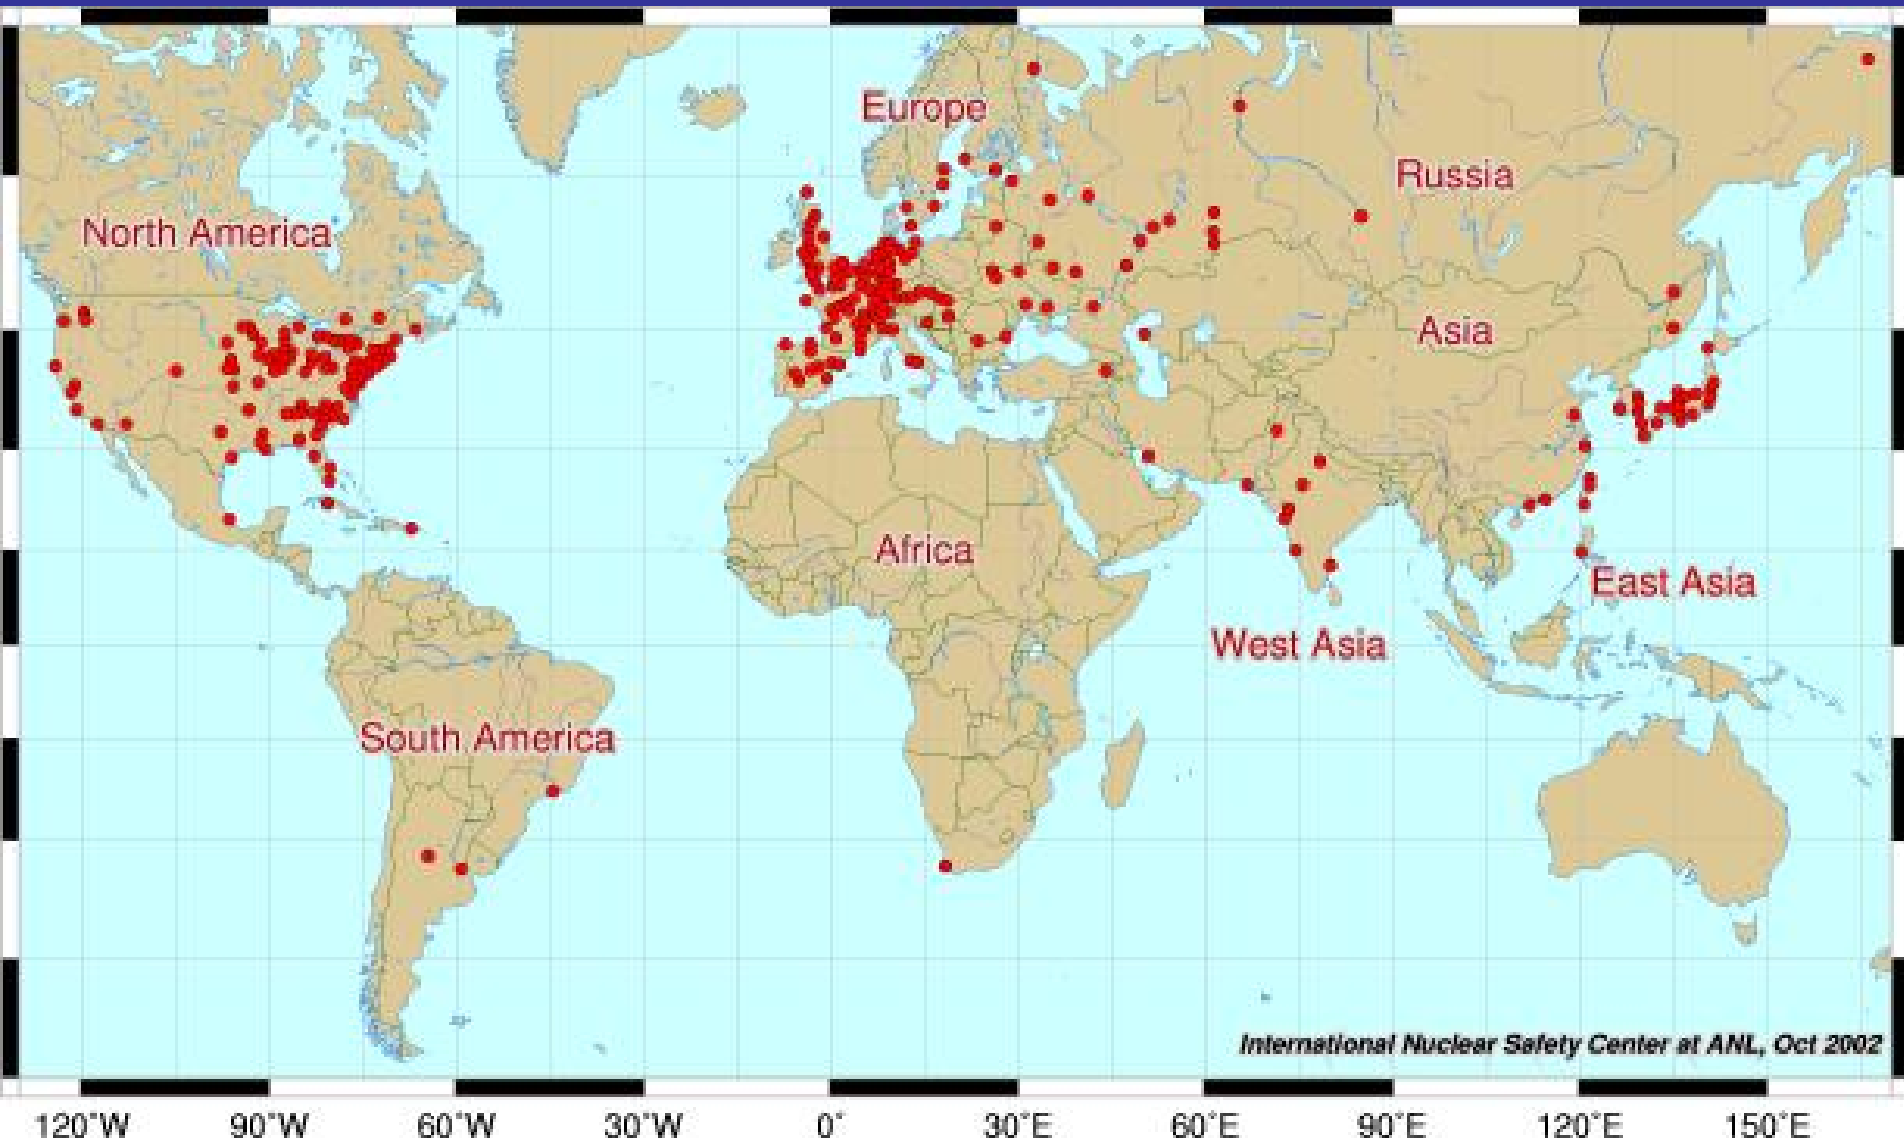 Europe
Russia
North America
Asia
Africa
East Asia
West Asia
South America
International Nuclear Safety Center at ANL, Oct 2002
120°W 90°W 60°W 30°W 0° 30°E 60°E 90°E 120°E 150°E